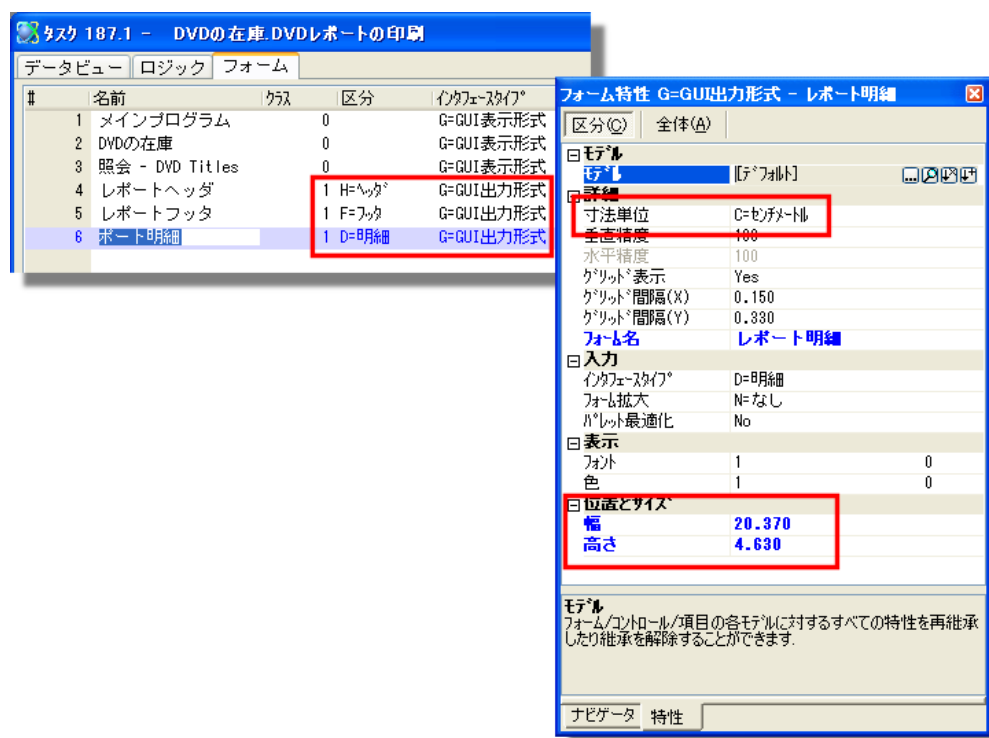 タスク 187.1 - DVDの在庫.DVDレポートの印刷
データビュー ロジック フォーム
# 名前 クラス 区分 インタフェースタイプ
1 メインプログラム 0 G=GUI表示形式
2 DVDの在庫 0 G=GUI表示形式
3 照会 - DVD Titles 0 G=GUI表示形式
4 レポートヘッダ 1 H=ヘッダ G=GUI出力形式
5 レポートフッタ 1 F=フッタ G=GUI出力形式
6 ポート明細 1 D=明細 G=GUI出力形式
フォーム特性 G=GUI出力形式 - レポート明細
区分(C) 全体(A)
モデル
モデル [デフォルト]
詳細
寸法単位 C=センチメートル
垂直精度 100
水平精度 100
グリッド表示 Yes
グリッド間隔(X) 0.150
グリッド間隔(Y) 0.330
フォーム名 レポート明細
入力
インタフェースタイプ D=明細
フォーム拡大 N=なし
パレット最適化 No
表示
フォント 1 0
色 1 0
位置とサイズ
幅 20.370
高さ 4.630
モデル
フォーム/コントロール/項目の各モデルに対するすべての特性を再継承
したり継承を解除することができます.
ナビゲータ 特性